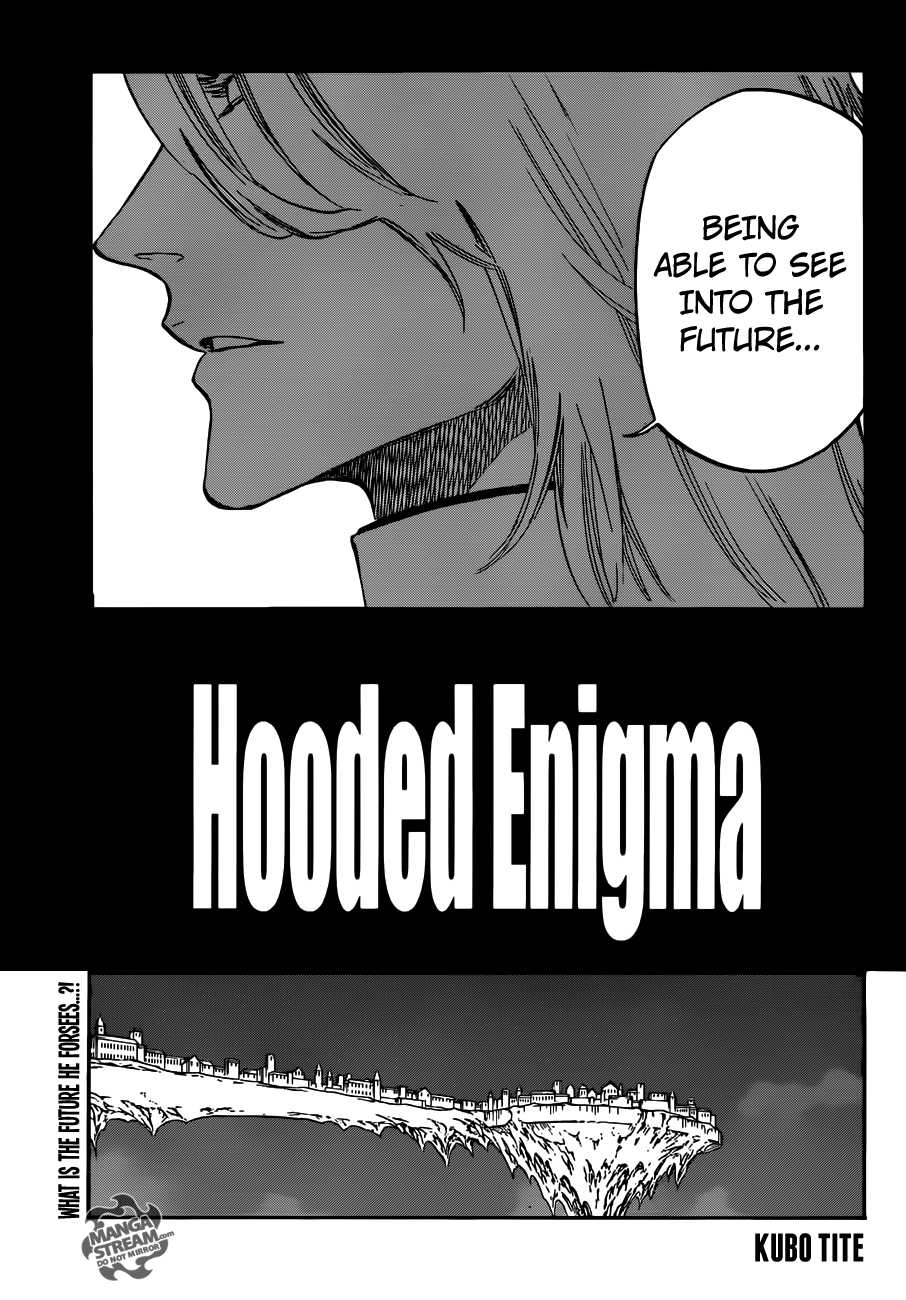 BEING
ABLE TO SEE
INTO THE
FUTURE...
Hooded Enigma
WHAT IS THE FUTURE HE FORSEES...?!
MANGA
STREAM.com
DO NOT MIRROR
KUBO TITE